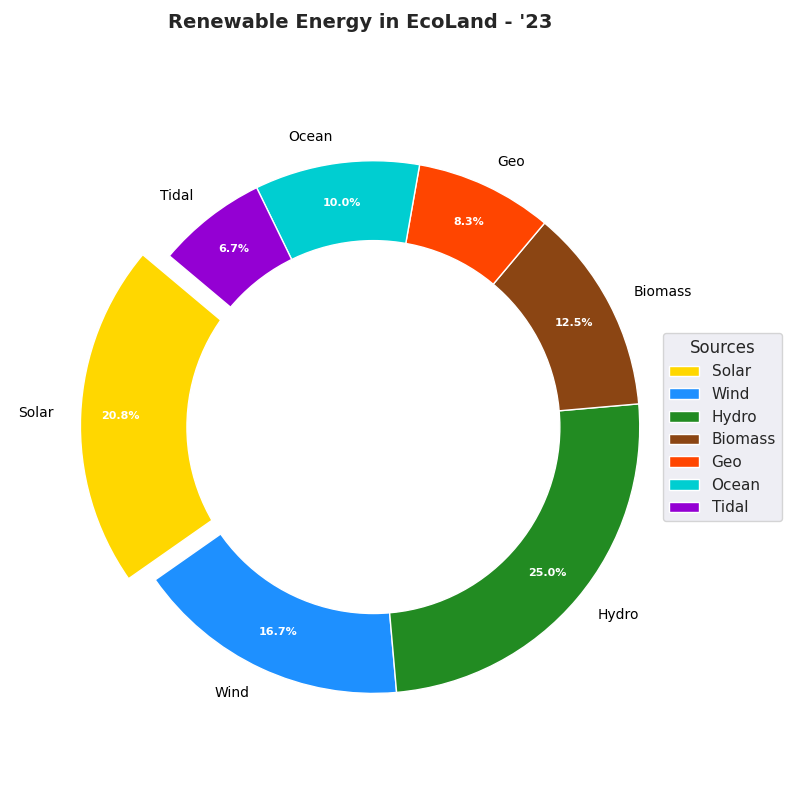 Renewable Energy in EcoLand - '23
Ocean
Geo
Tidal
10.0%
8.3%
6.7%
Biomass
12.5%
Solar
20.8%
Sources
Solar
Wind
Hydro
Biomass
Geo
Ocean
Tidal
25.0%
Hydro
16.7%
Wind